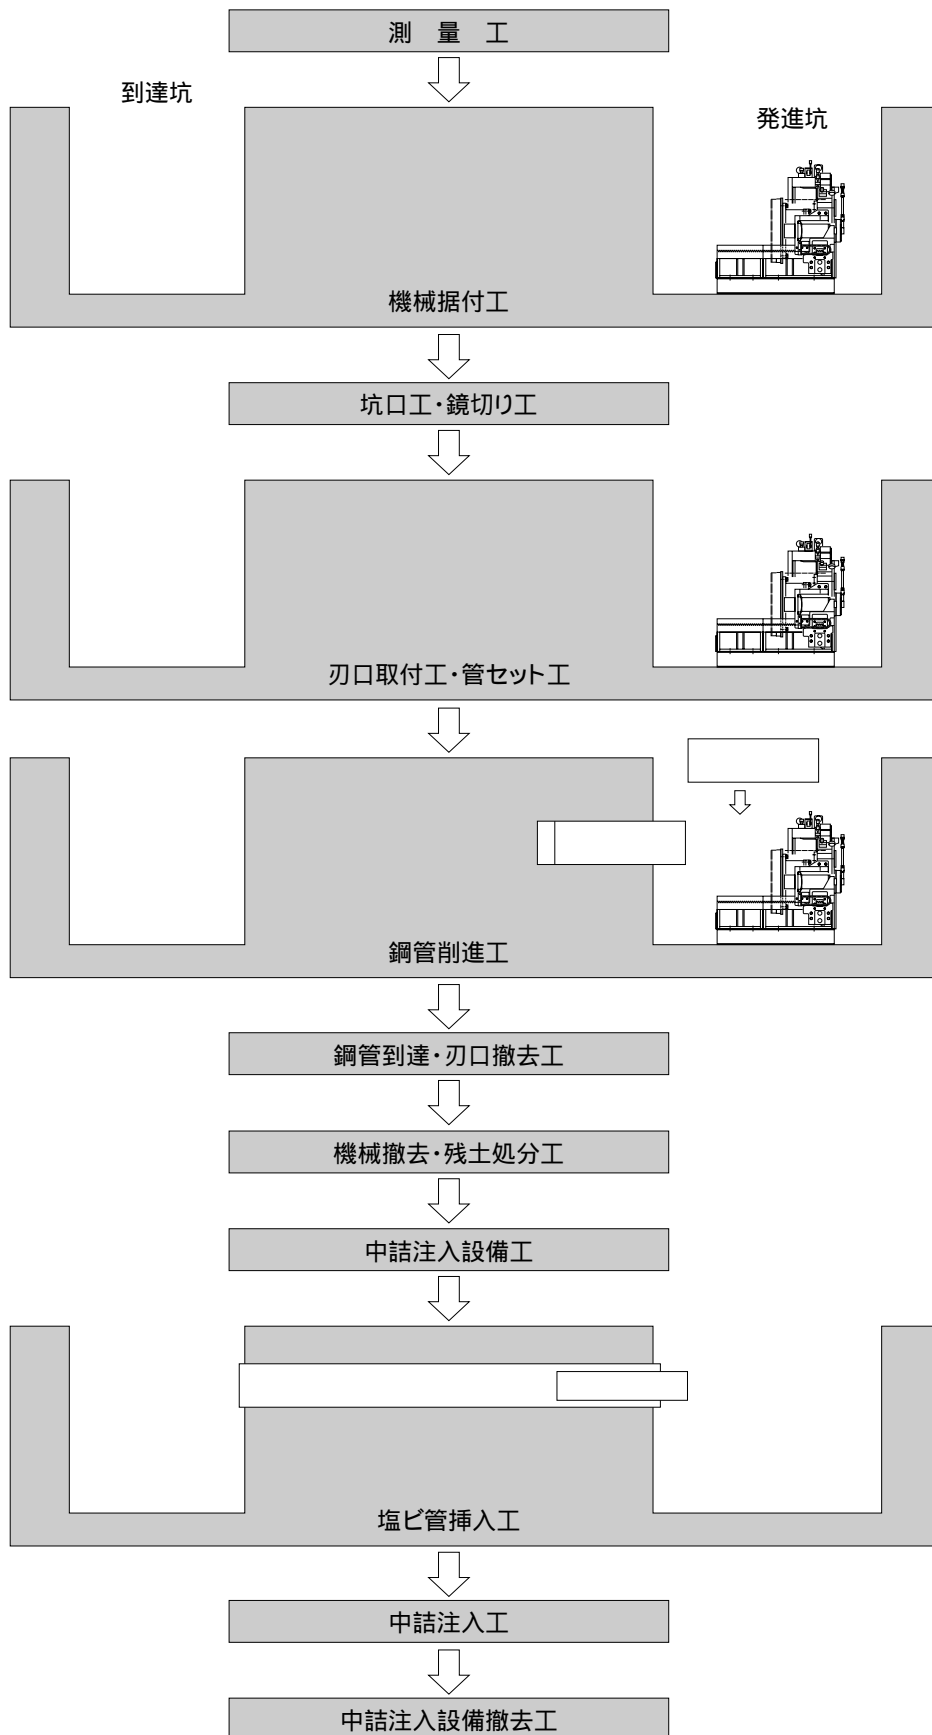 測　量　工
到達坑
発進坑
機械据付工
坑口工・鏡切り工
刃口取付工・管セット工
鋼管削進工
鋼管到達・刃口撤去工
機械撤去・残土処分工
中詰注入設備工
塩ビ管挿入工
中詰注入工
中詰注入設備撤去工